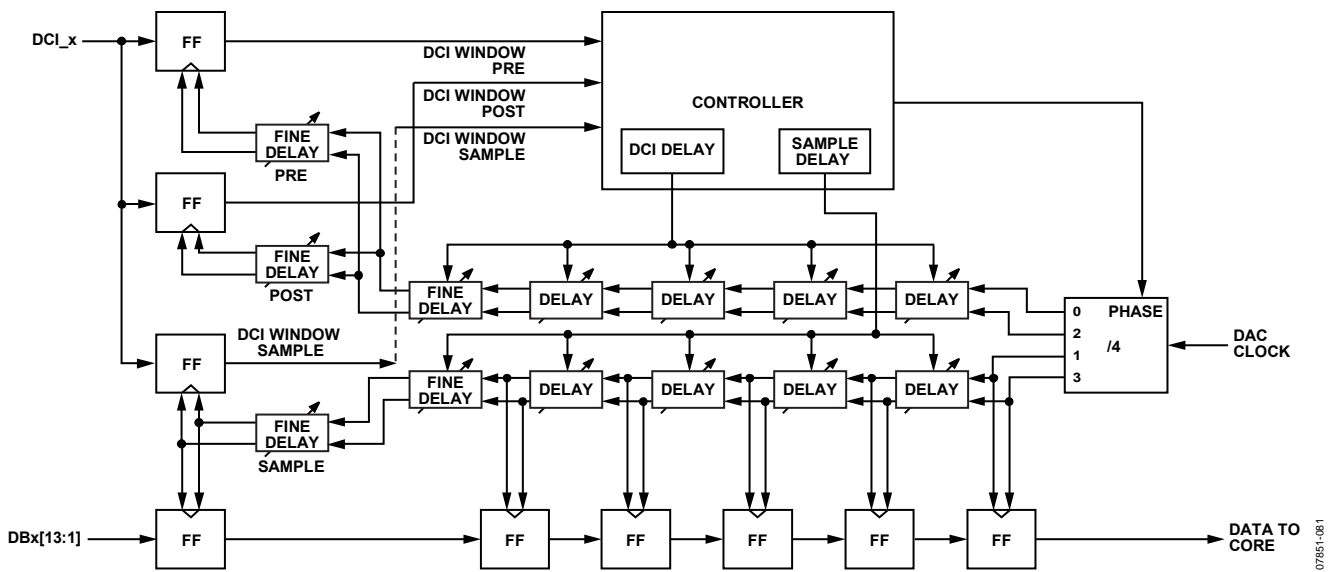 DCI_x
FF
DCI WINDOW
PRE
DCI WINDOW
POST
DCI WINDOW
SAMPLE
CONTROLLER
DCI DELAY
SAMPLE
DELAY
FINE
DELAY
PRE
FF
FINE
DELAY
POST
FINE
DELAY
DELAY
DELAY
DELAY
DELAY
0
2
1
3
PHASE
/4
DAC
CLOCK
DCI WINDOW
SAMPLE
FF
FINE
DELAY
DELAY
DELAY
DELAY
DELAY
FINE
DELAY
SAMPLE
DBx[13:1]
FF
FF
FF
FF
FF
FF
DATA TO
CORE
07851-081